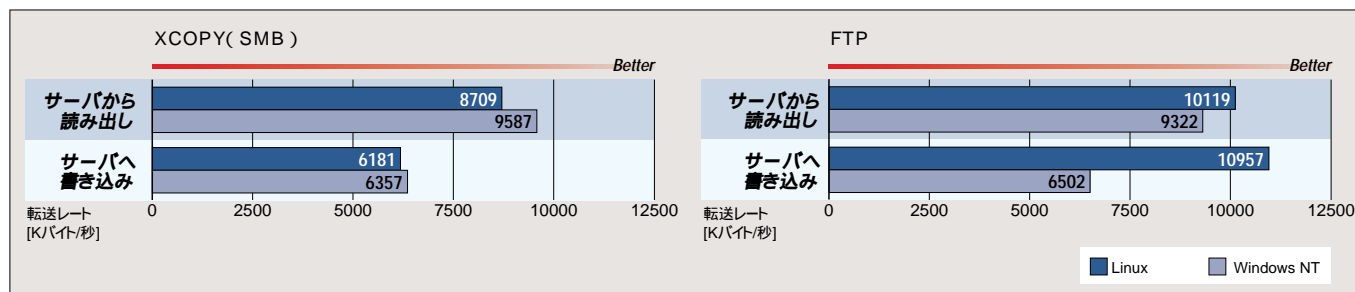 XCOPY(SMB)
Better
サーバから
読み出し
8709
9587
サーバへ
書き込み
6181
6357
転送レート
[Kバイト/秒]
0 2500 5000 7500 10000 12500
FTP
Better
サーバから
読み出し
10119
9322
サーバへ
書き込み
10957
6502
転送レート
[Kバイト/秒]
0 2500 5000 7500 10000 12500
Linux
Windows NT